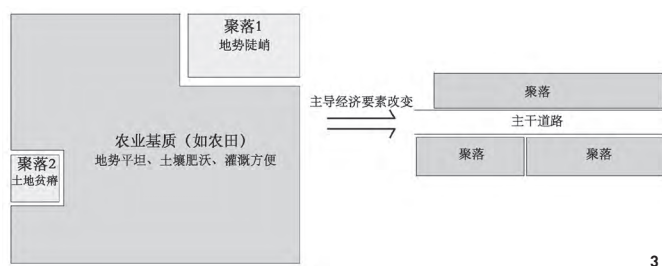 聚落1
地势陡峭
农业基质（如农田）
地势平坦、土壤肥沃、灌溉方便
聚落2
土地贫瘠
主导经济要素改变
聚落
主干道路
聚落
聚落
3